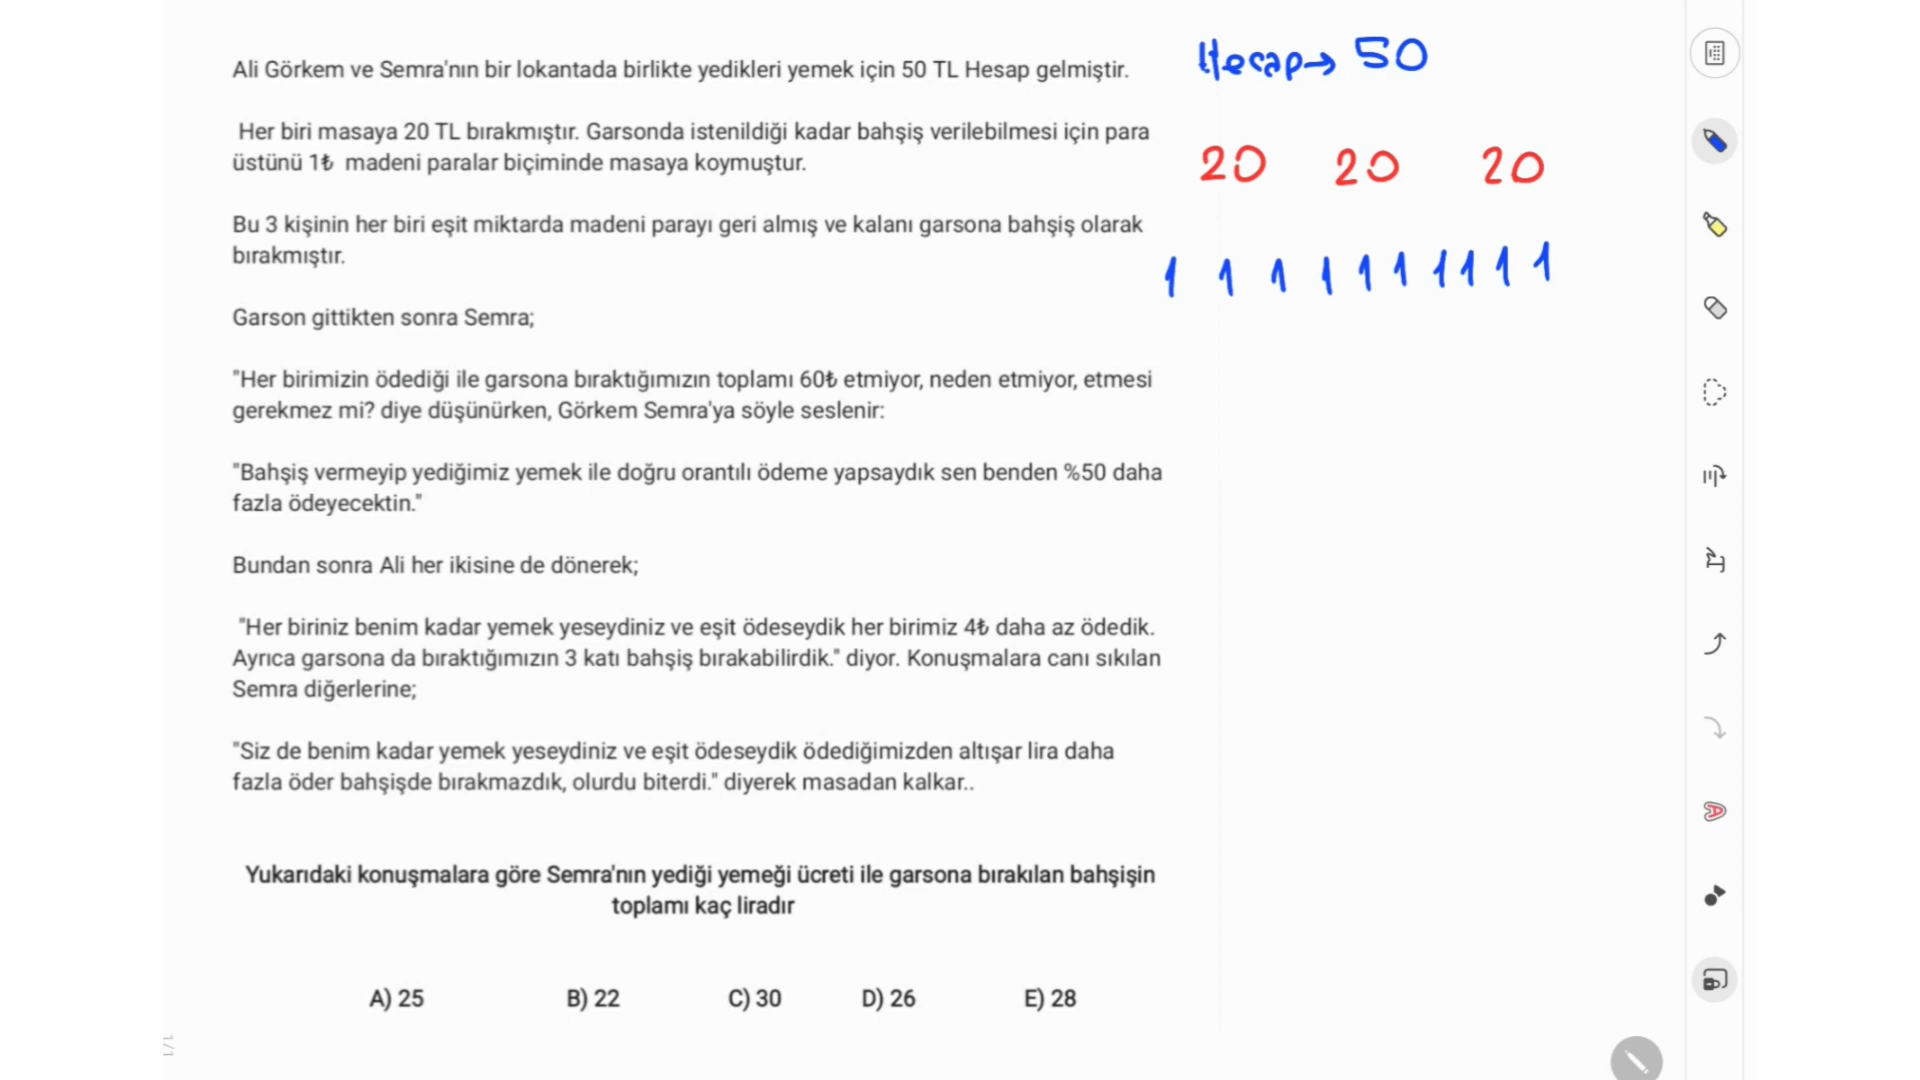 Ali Görkem ve Semra'nın bir lokantada birlikte yedikleri yemek için 50 TL Hesap gelmiştir.
Her biri masaya 20 TL bırakmıştır. Garsonda istenildiği kadar bahşiş verilebilmesi için para
üstünü 1₺ madeni paralar biçiminde masaya koymuştur.
Bu 3 kişinin her biri eşit miktarda madeni parayı geri almış ve kalanı garsona bahşiş olarak
bırakmıştır.
Garson gittikten sonra Semra;
"Her birimizin ödediği ile garsona bıraktığımızın toplamı 60₺ etmiyor, neden etmiyor, etmesi
gerekmez mi? diye düşünürken, Görkem Semra'ya söyle seslenir:
"Bahşiş vermeyip yediğimiz yemek ile doğru orantılı ödeme yapsaydık sen benden %50 daha
fazla ödeyecektin."
Bundan sonra Ali her ikisine de dönerek;
"Her biriniz benim kadar yemek yeseydiniz ve eşit ödeseydik her birimiz 4₺ daha az ödedik.
Ayrıca garsona da bıraktığımızın 3 katı bahşiş bırakabilirdik." diyor. Konuşmalara canı sıkılan
Semra diğerlerine;
"Siz de benim kadar yemek yeseydiniz ve eşit ödeseydik ödediğimizden altışar lira daha
fazla öder bahşişde bırakmazdık, olurdu biterdi." diyerek masadan kalkar..
Yukarıdaki konuşmalara göre Semra'nın yediği yemeği ücreti ile garsona bırakılan bahşişin
toplamı kaç liradır
A) 25 B) 22 C) 30 D) 26 E) 28
Hesap→ 50
20 20 20
1 1 1 1 1 1 1 1 1 1
1/1
A